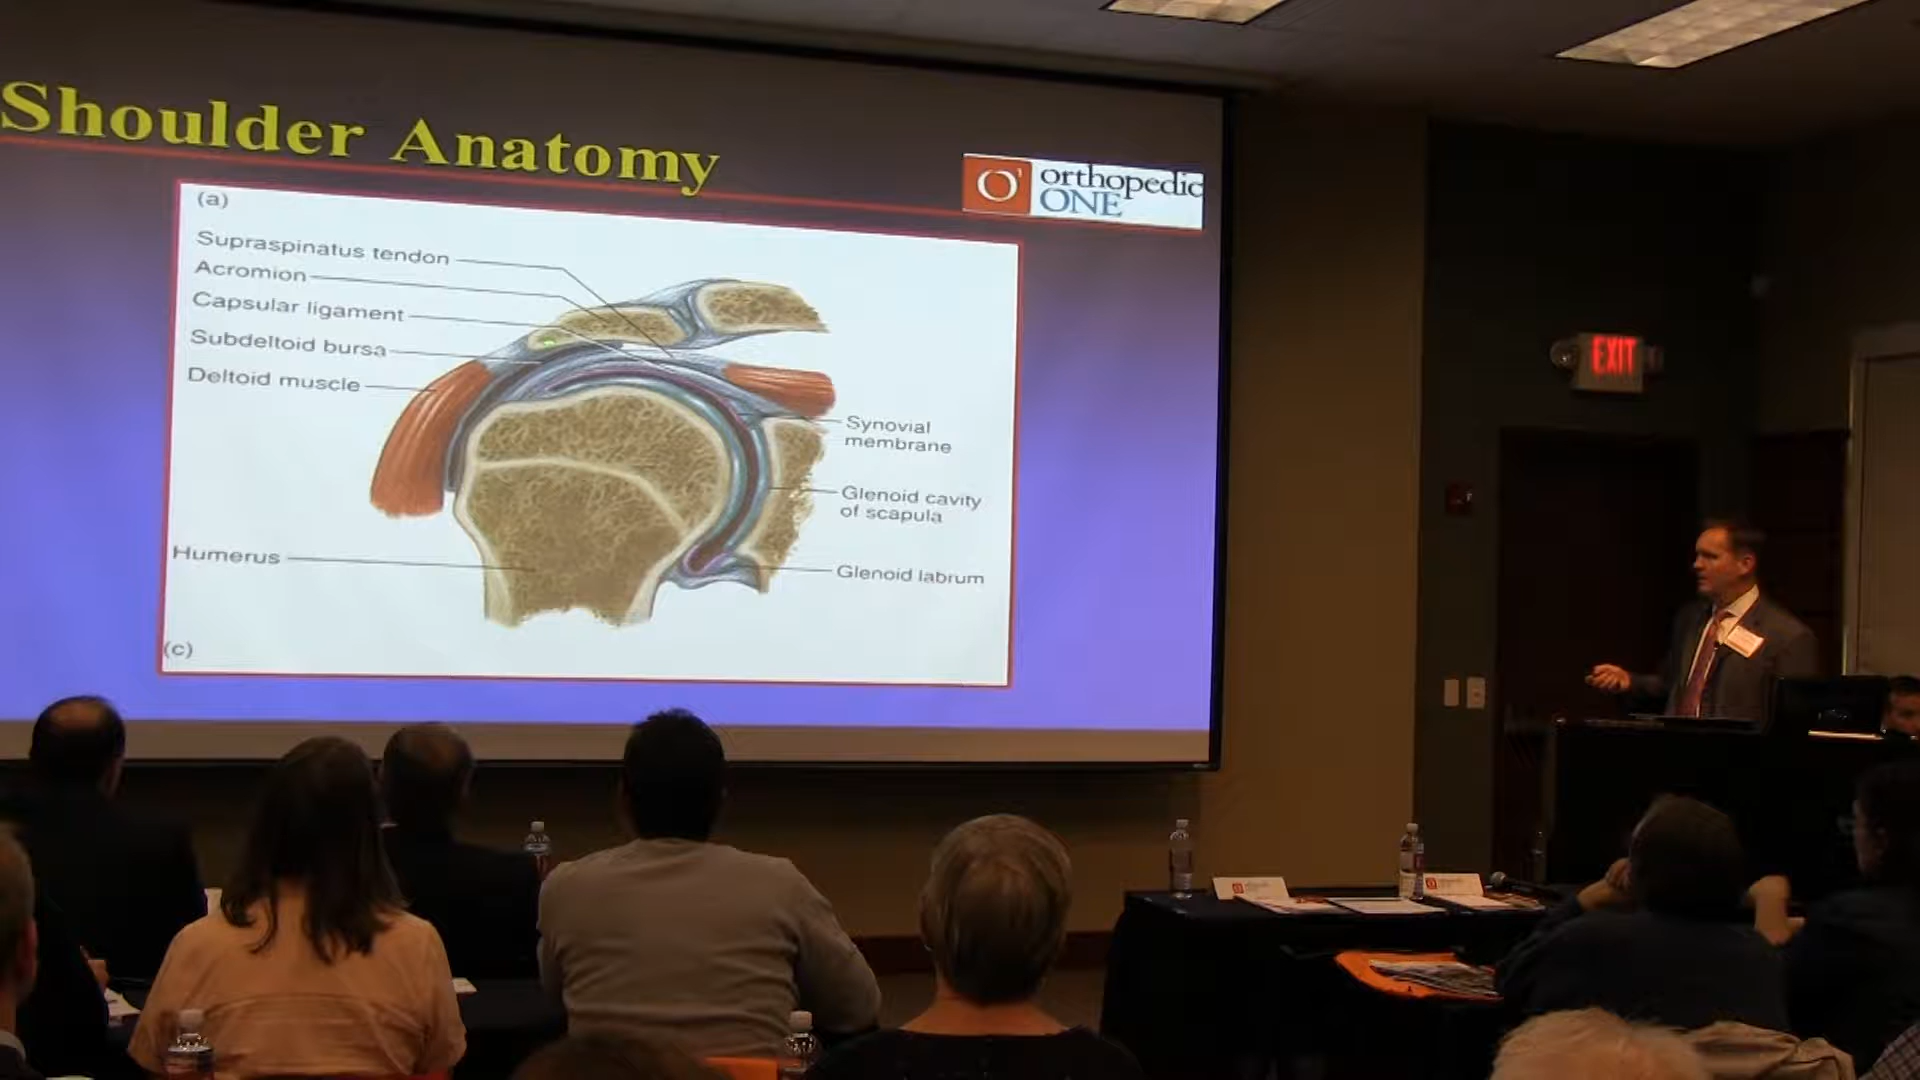 Shoulder Anatomy
orthopedic
ONE
(a)
Supraspinatus tendon
Acromion
Capsular ligament
Subdeltoid bursa
Deltoid muscle
Synovial
membrane
Glenoid cavity
of scapula
Humerus
Glenoid labrum
(c)
EXIT